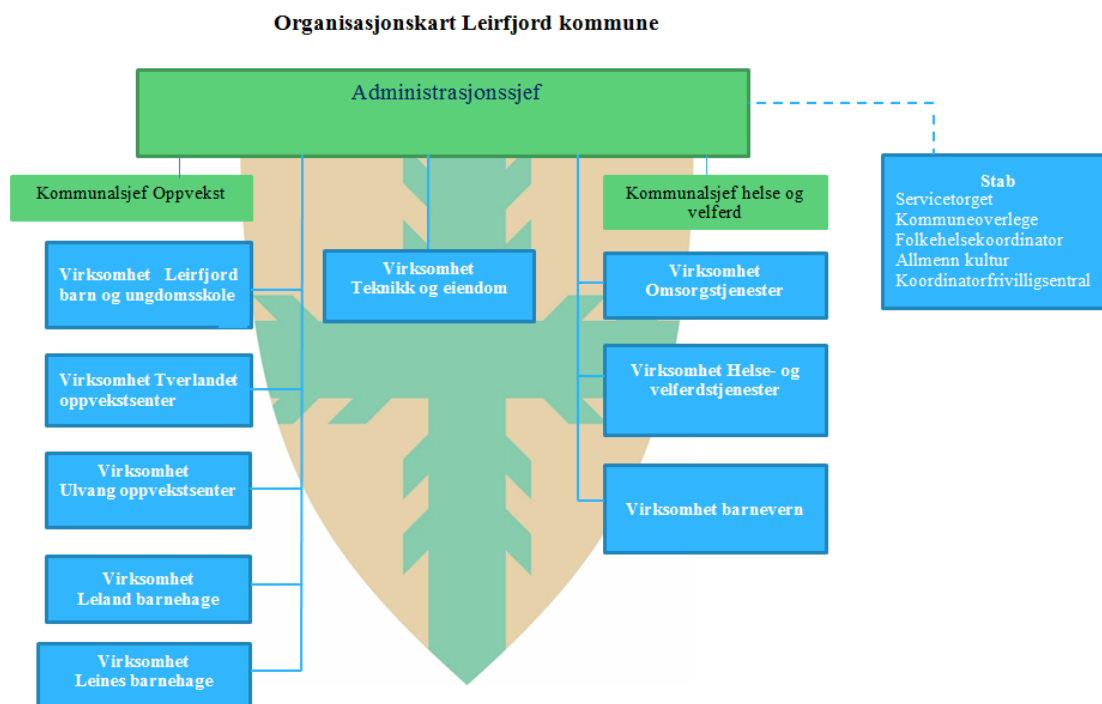 Organisasjonskart Leirfjord kommune
Administrasjonssjef
Kommunalsjef Oppvekst
Kommunalsjef helse og
velferd
Stab
Servicetorget
Kommuneoverlege
Folkehelsekoordinator
Allmenn kultur
Koordinatorfrivilligsentral
Virksomhet Leirfjord
barn og ungdomsskole
Virksomhet Tverlandet
oppvekstsenter
Virksomhet
Ulvang oppvekstsenter
Virksomhet
Leland barnehage
Virksomhet
Leines barnehage
Virksomhet
Teknikk og eiendom
Virksomhet
Omsorgstjenester
Virksomhet Helse- og
velferdstjenester
Virksomhet barnevern